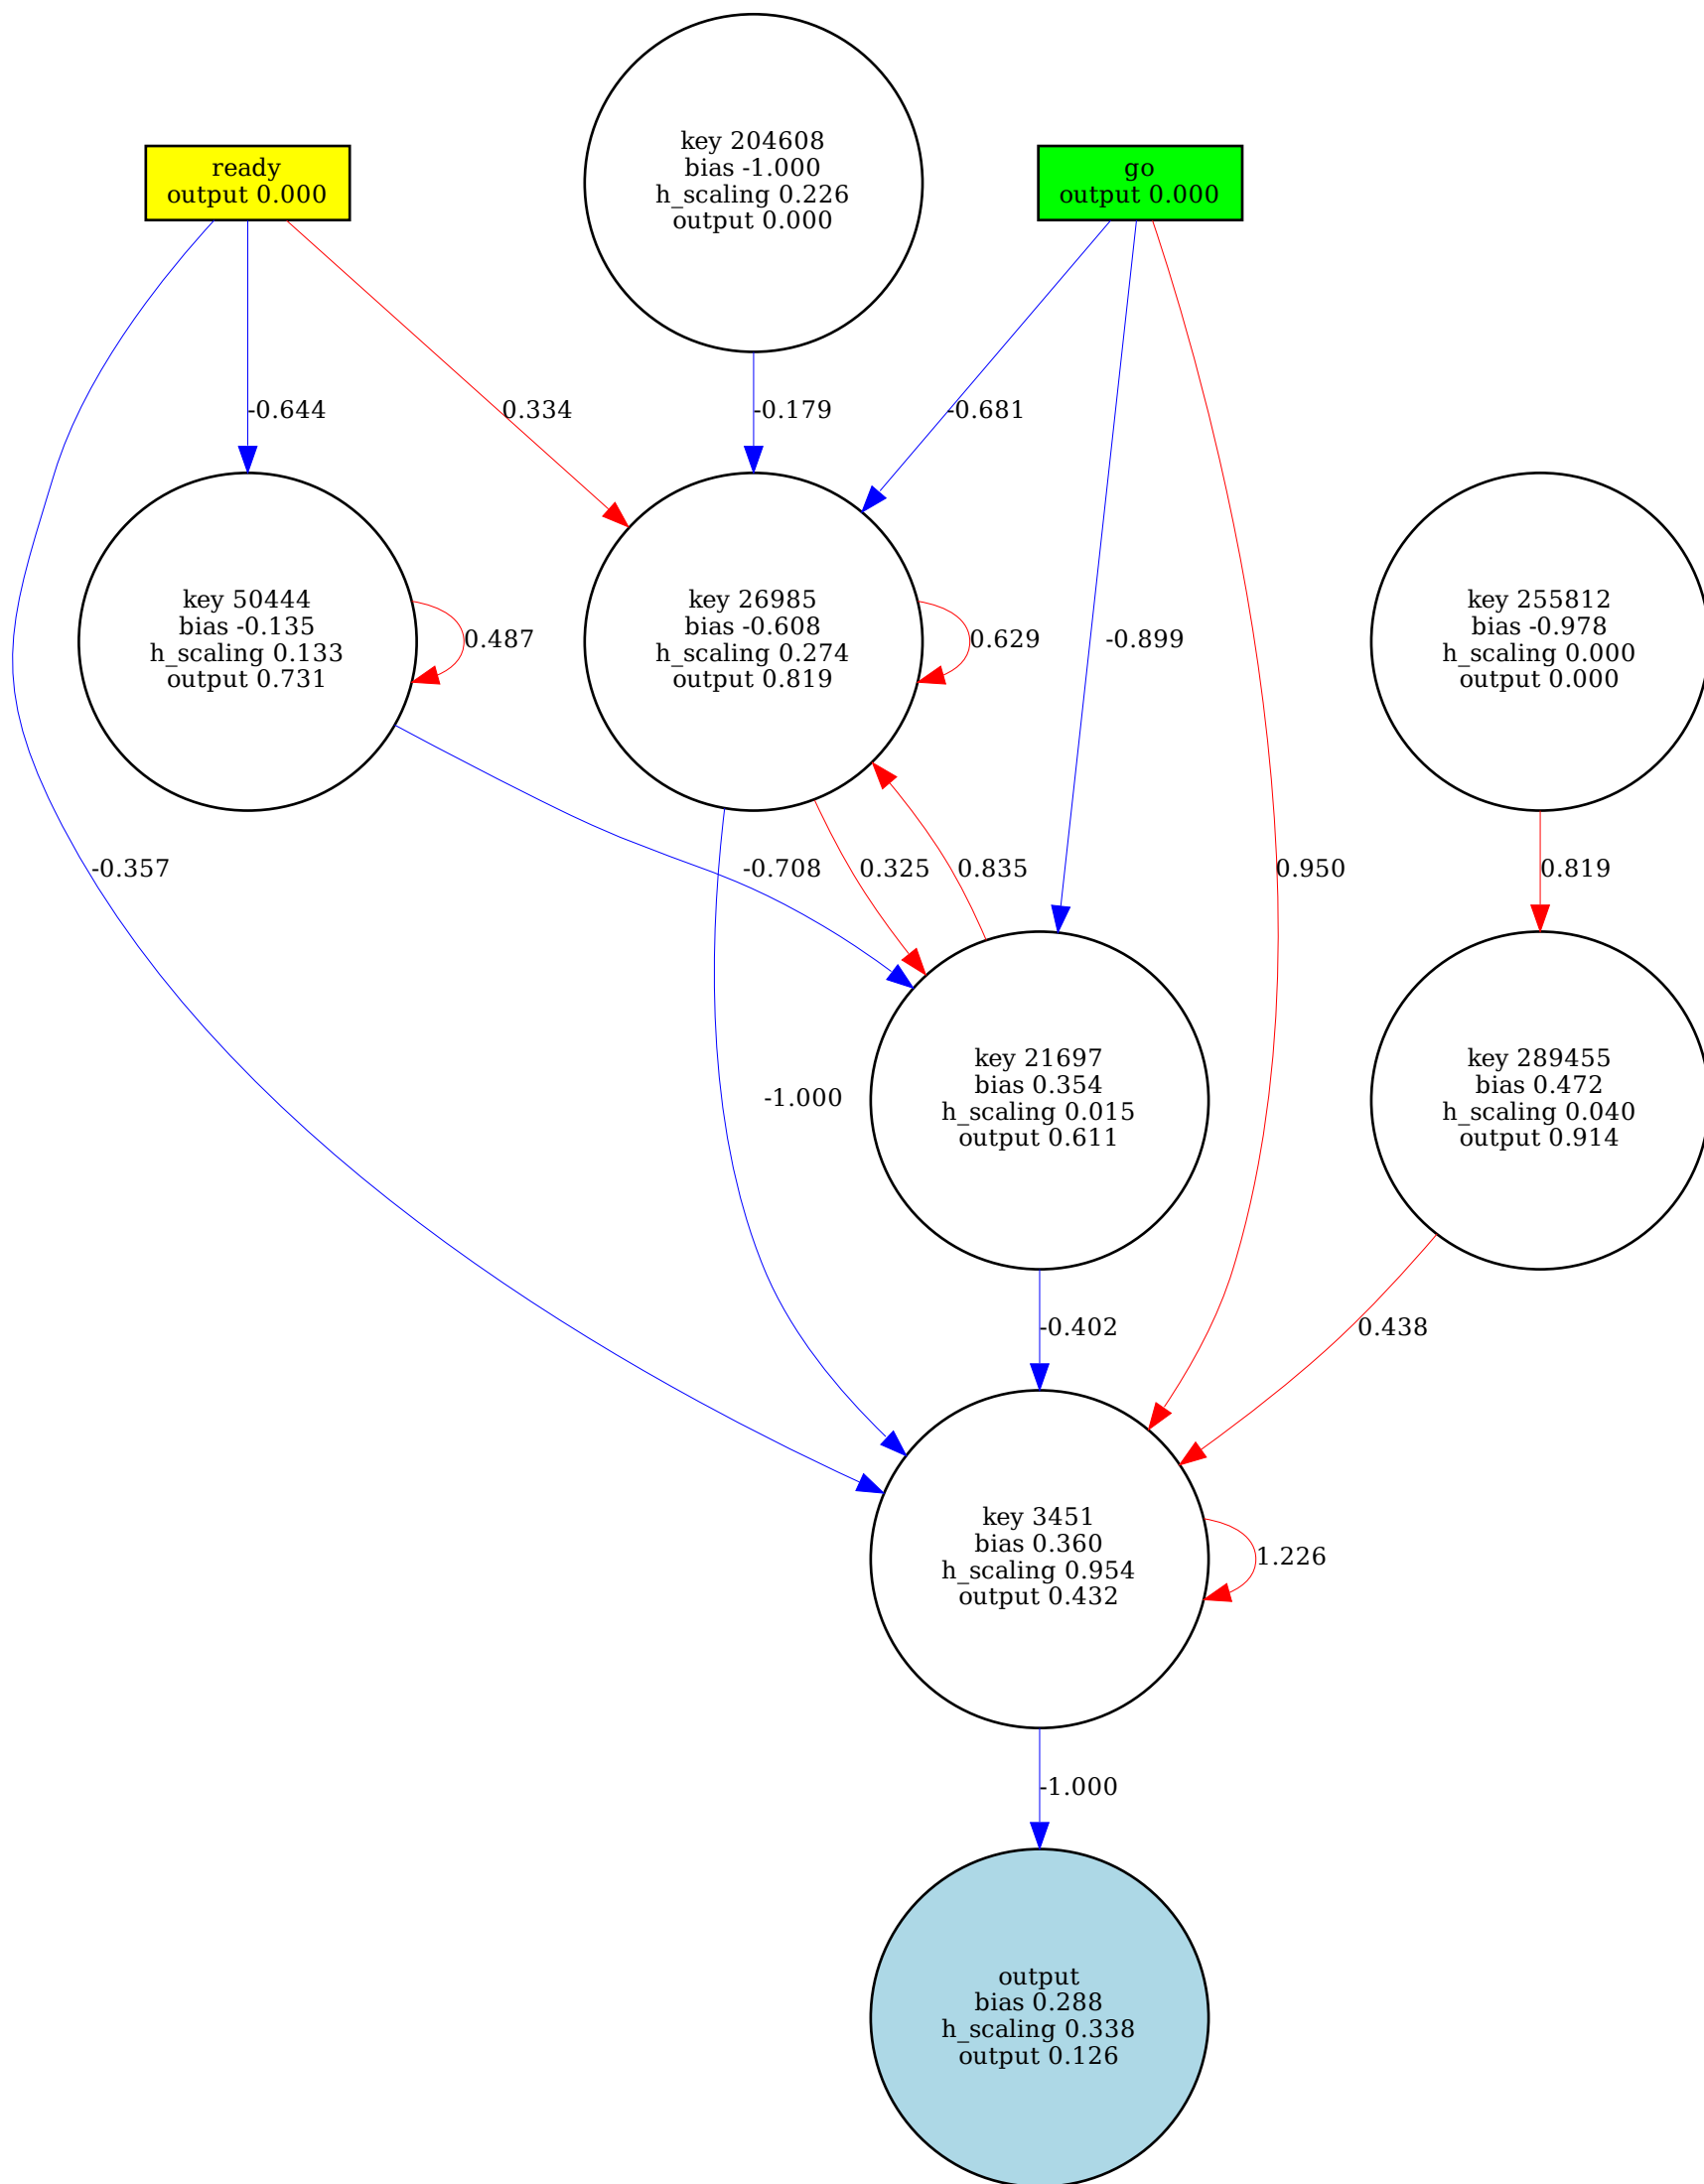 key 204608
bias -1.000
h_scaling 0.226
output 0.000
ready
output 0.000
go
output 0.000
-0.644
0.334
-0.179
-0.681
key 50444
bias -0.135
h_scaling 0.133
output 0.731
0.487
key 26985
bias -0.608
h_scaling 0.274
output 0.819
0.629
-0.899
key 255812
bias -0.978
h_scaling 0.000
output 0.000
-0.357
-0.708
0.325
0.835
0.950
0.819
-1.000
key 21697
bias 0.354
h_scaling 0.015
output 0.611
key 289455
bias 0.472
h_scaling 0.040
output 0.914
-0.402
0.438
key 3451
bias 0.360
h_scaling 0.954
output 0.432
1.226
-1.000
output
bias 0.288
h_scaling 0.338
output 0.126